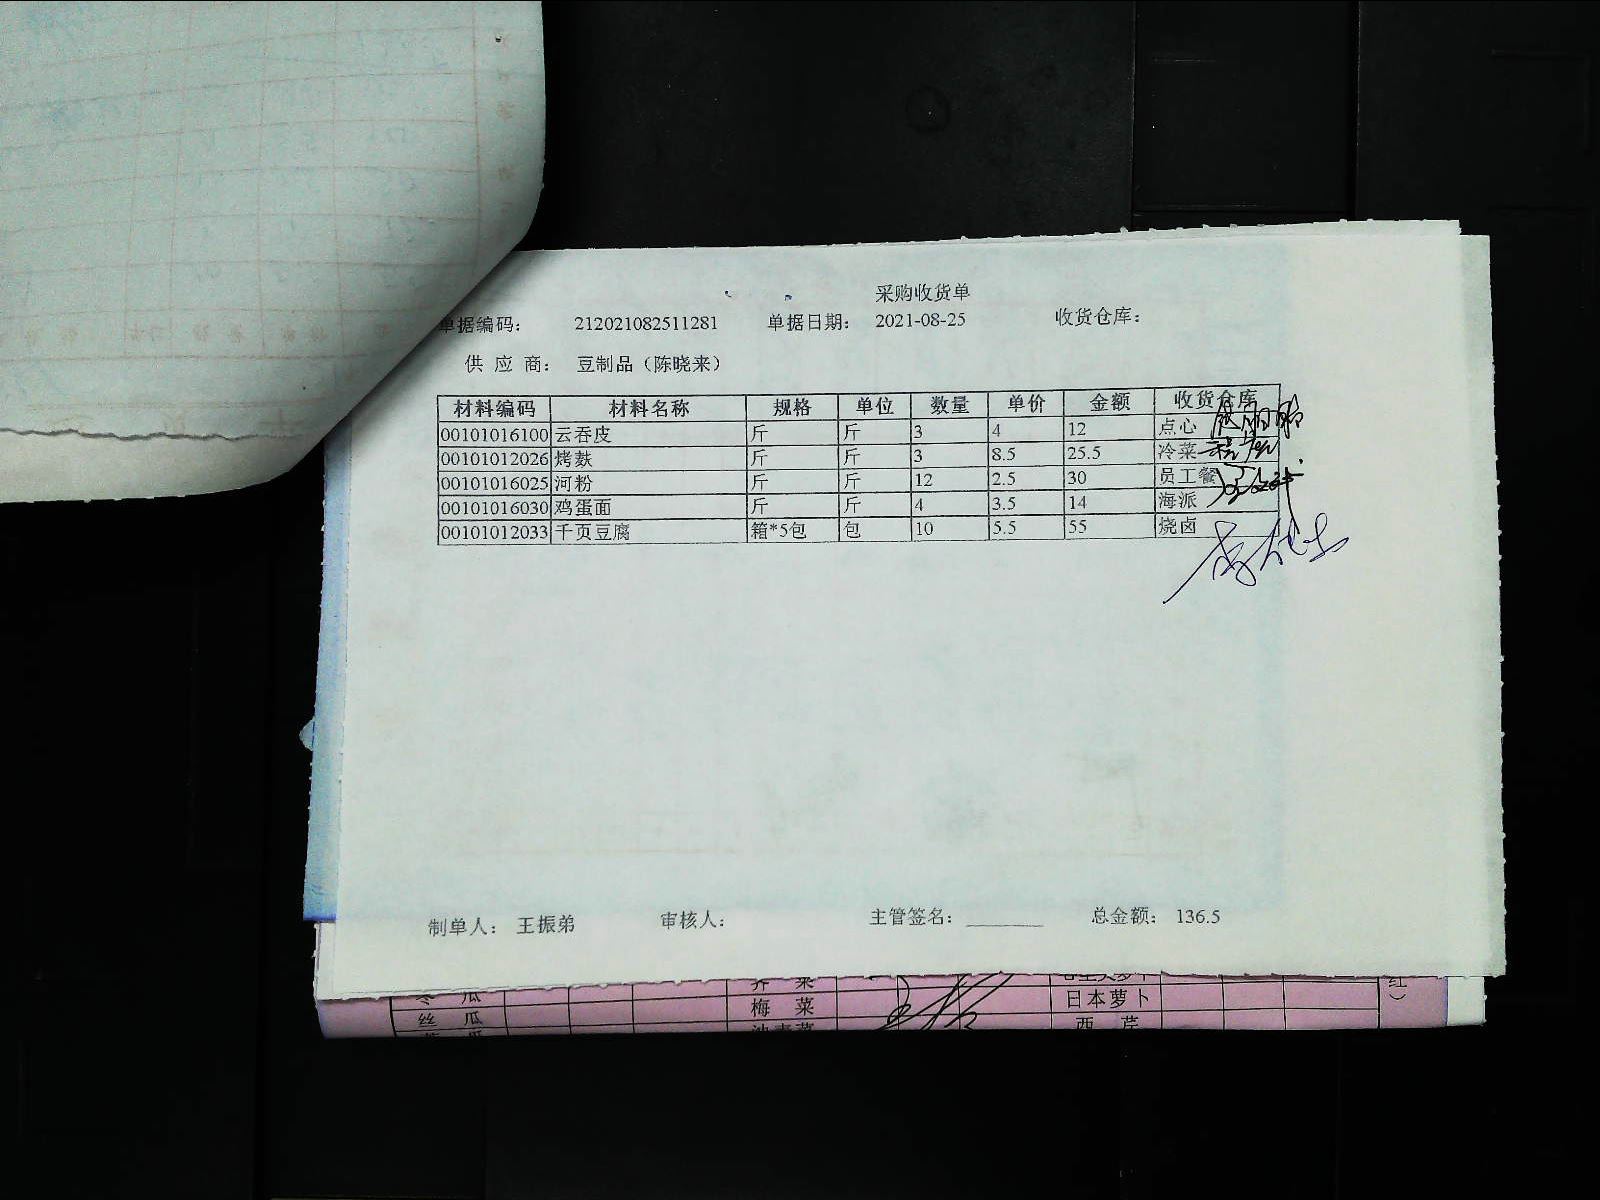 采购收货单
单据编码： 212021082511281 单据日期： 2021-08-25 收货仓库：
供 应 商： 豆制品（陈晓来）
材料编码 材料名称 规格 单位 数量 单价 金额 收货仓库
00101016100 云吞皮 斤 斤 3 4 12 点心
00101012026 烤麸 斤 斤 3 8.5 25.5 冷菜
00101016025 河粉 斤 斤 12 2.5 30 员工餐
00101016030 鸡蛋面 斤 斤 4 3.5 14 海派
00101012033 千页豆腐 箱*5包 包 10 5.5 55 烧卤
制单人： 王振弟 审核人： 主管签名： 总金额： 136.5
冬 瓜
丝 瓜 梅 菜 日本萝卜
西 芹
红）